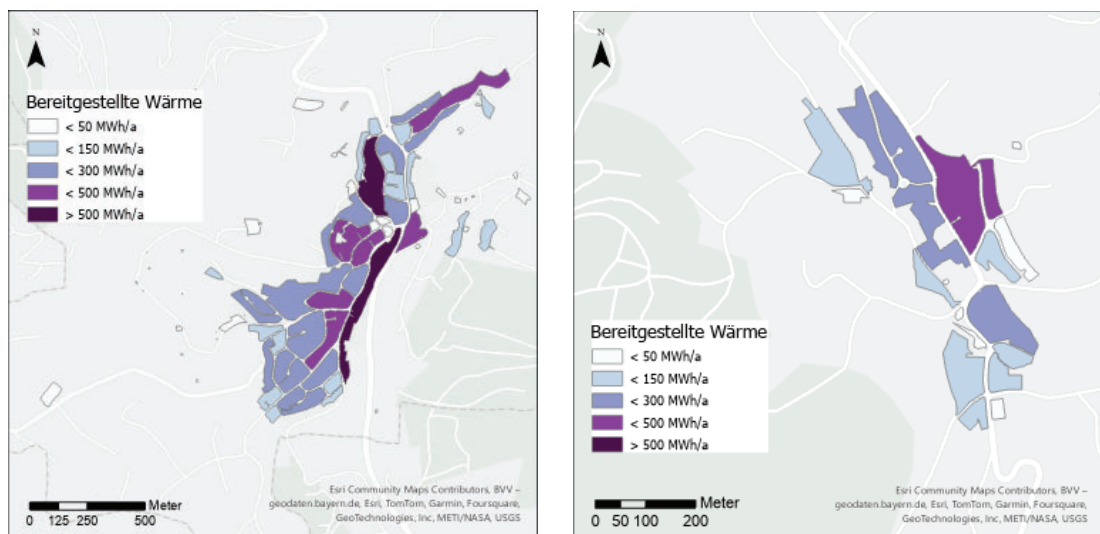 N
Bereitgestellte Wärme
< 50 MWh/a
< 150 MWh/a
< 300 MWh/a
< 500 MWh/a
> 500 MWh/a
Esri Community Maps Contributors, BVV –
geodaten.bayern.de, Esri, TomTom, Garmin, Foursquare,
GeoTechnologies, Inc, METI/NASA, USGS
Meter
0 125 250 500
N
Bereitgestellte Wärme
< 50 MWh/a
< 150 MWh/a
< 300 MWh/a
< 500 MWh/a
> 500 MWh/a
Esri Community Maps Contributors, BVV –
geodaten.bayern.de, Esri, TomTom, Garmin, Foursquare,
GeoTechnologies, Inc, METI/NASA, USGS
Meter
0 50 100 200